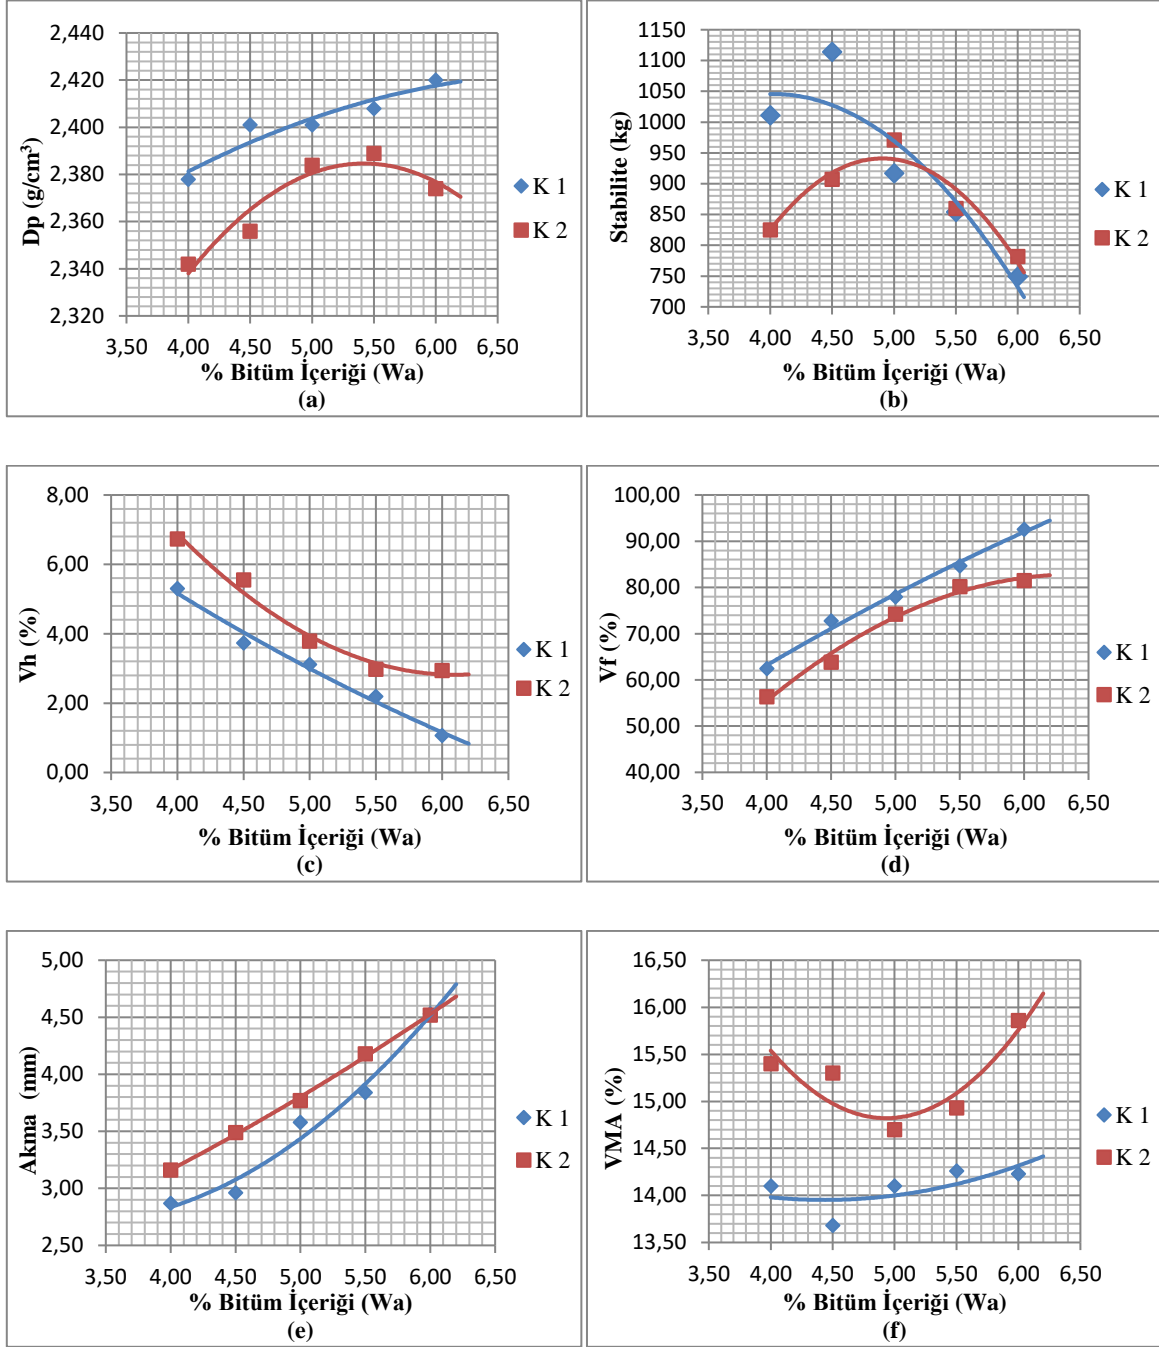 2,440
2,420
2,400
2,380
2,360
2,340
2,320
Dp (g/cm³)
3,50 4,00 4,50 5,00 5,50 6,00 6,50
% Bitüm İçeriği (Wa)
(a)
K 1
K 2
1150
1100
1050
1000
950
900
850
800
750
700
Stabilite (kg)
3,50 4,00 4,50 5,00 5,50 6,00 6,50
% Bitüm İçeriği (Wa)
(b)
K 1
K 2
8,00
6,00
4,00
2,00
0,00
Vh (%)
3,50 4,00 4,50 5,00 5,50 6,00 6,50
% Bitüm İçeriği (Wa)
(c)
K 1
K 2
100,00
90,00
80,00
70,00
60,00
50,00
40,00
Vf (%)
3,50 4,00 4,50 5,00 5,50 6,00 6,50
% Bitüm İçeriği (Wa)
(d)
K 1
K 2
5,00
4,50
4,00
3,50
3,00
2,50
Akma (mm)
3,50 4,00 4,50 5,00 5,50 6,00 6,50
% Bitüm İçeriği (Wa)
(e)
K 1
K 2
16,50
16,00
15,50
15,00
14,50
14,00
13,50
VMA (%)
3,50 4,00 4,50 5,00 5,50 6,00 6,50
% Bitüm İçeriği (Wa)
(f)
K 1
K 2